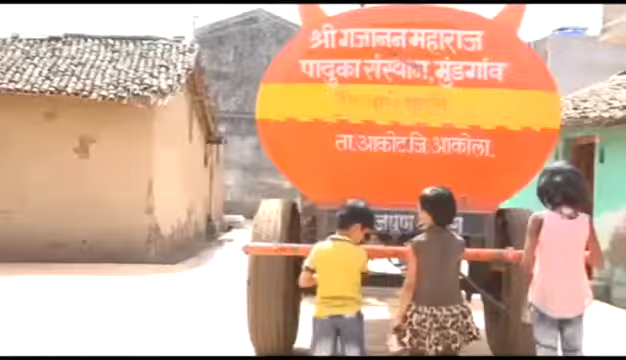 श्री गजानन महाराज
पादुका संस्थान, मुंडगांव
ता. आकोट जि. आकोला.